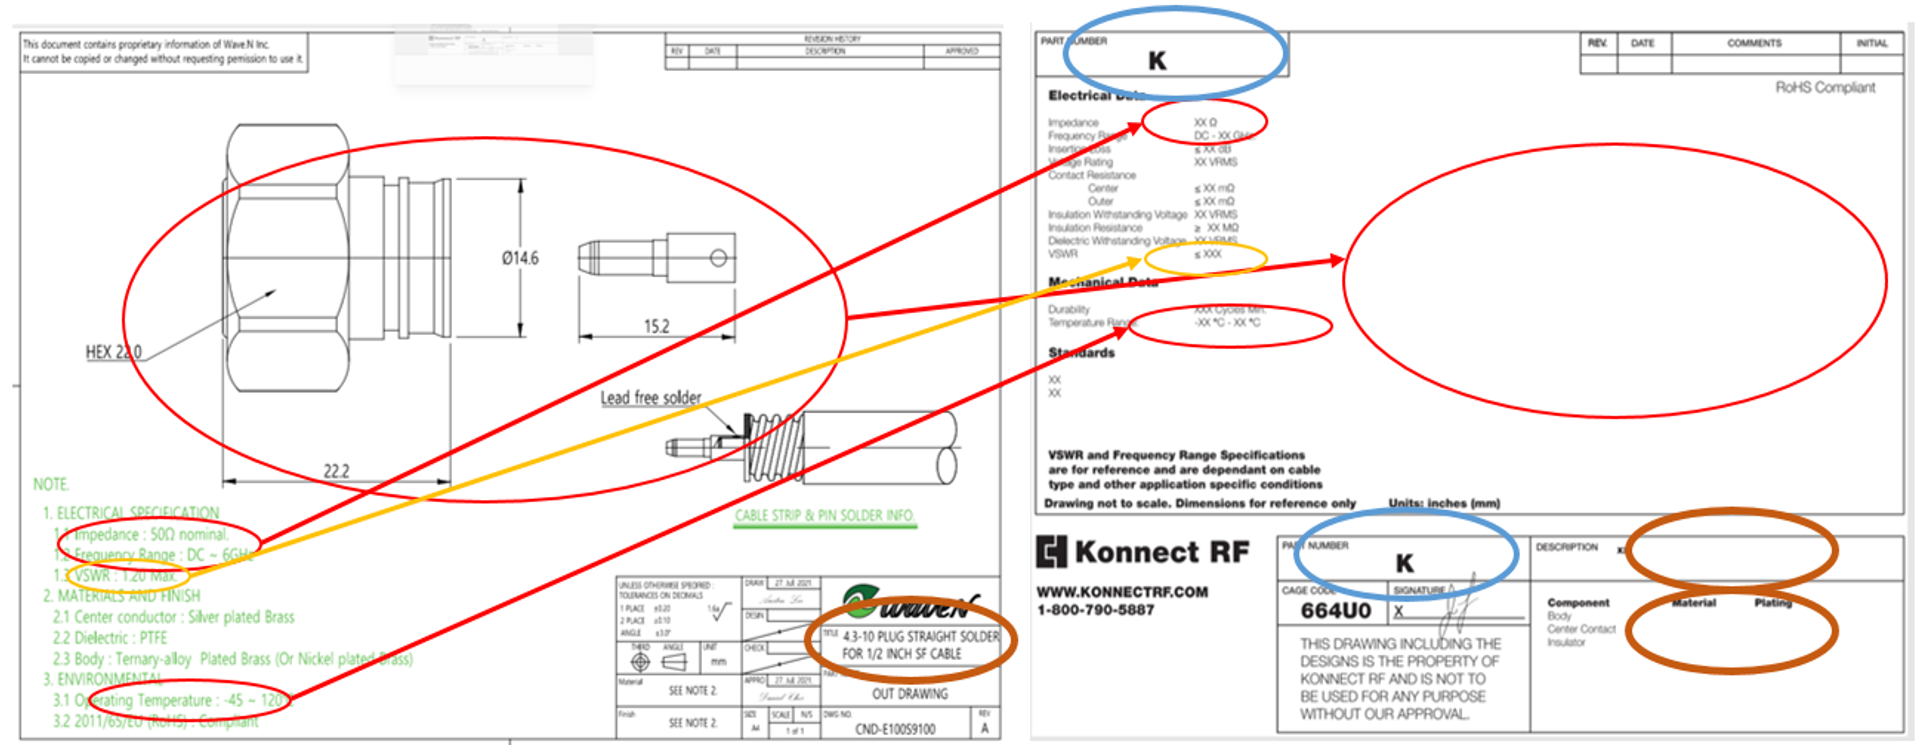 This document contains proprietary information of Wave.N Inc.
It cannot be copied or changed without requesting permission to use it.
Konnect RF
REVISION HISTORY
REV DATE DESCRIPTION APPROVED
Ø14.6
15.2
HEX 22.0
22.2
Lead free solder
CABLE STRIP & PIN SOLDER INFO.
NOTE.
1. ELECTRICAL SPECIFICATION
1.1 Impedance : 50Ω nominal.
1.2 Frequency Range : DC ~ 6GHz
1.3 VSWR : 1.20 Max.
2. MATERIALS AND FINISH
2.1 Center conductor : Silver plated Brass
2.2 Dielectric : PTFE
2.3 Body : Ternary-alloy Plated Brass (Or Nickel plated Brass)
3. ENVIRONMENTAL
3.1 Operating Temperature : -45 ~ 120
3.2 2011/65/EU (RoHS) : Compliant
UNLESS OTHERWISE SPECIFIED :
TOLERANCES ON DECIMALS
1 PLACE ±0.20
2 PLACE ±0.10
ANGLE ±3.0°
THIRD ANGLE UNIT
mm
Material
SEE NOTE 2.
Finish
SEE NOTE 2.
DRAW 27 Jul 2021
DESIN
CHECK
APPRO 27 Jul 2021
SIZE SCALE N/S
A4 1 of 1
waveN
TITLE 4.3-10 PLUG STRAIGHT SOLDER
FOR 1/2 INCH SF CABLE
OUT DRAWING
DWG NO. REV
CND-E100S9100 A
PART NUMBER
K
REV. DATE COMMENTS INITIAL
RoHS Compliant
Electrical Data
Impedance XX Ω
Frequency Range DC - XX GHz
Insertion Loss ≤ XX dB
Voltage Rating XX VRMS
Contact Resistance
Center ≤ XX mΩ
Outer ≤ XX mΩ
Insulation Withstanding Voltage XX VRMS
Insulation Resistance ≥ XX MΩ
Dielectric Withstanding Voltage XX VRMS
VSWR ≤ XXX
Mechanical Data
Durability XXX Cycles Min.
Temperature Range: -XX °C - XX °C
Standards
XX
XX
VSWR and Frequency Range Specifications
are for reference and are dependant on cable
type and other application specific conditions
Drawing not to scale. Dimensions for reference only Units: inches (mm)
Konnect RF
WWW.KONNECTRF.COM
1-800-790-5887
PART NUMBER
K
DESCRIPTION
CAGE CODE
664U0
SIGNATURE
X
THIS DRAWING INCLUDING THE
DESIGNS IS THE PROPERTY OF
KONNECT RF AND IS NOT TO
BE USED FOR ANY PURPOSE
WITHOUT OUR APPROVAL.
Component Material Plating
Body
Center Contact
Insulator